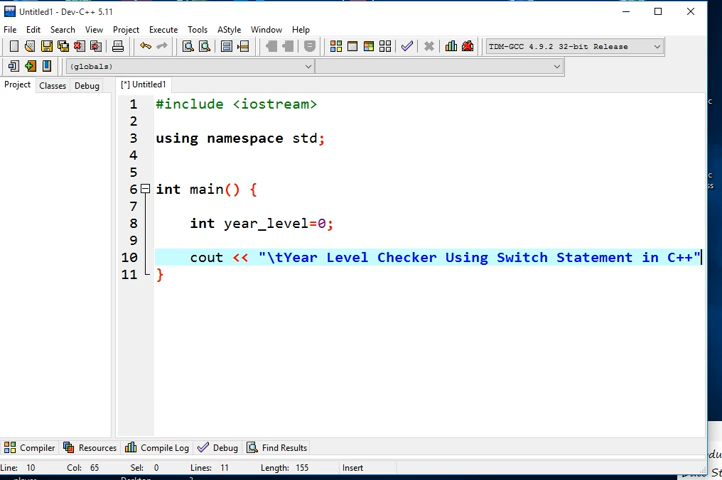 Untitled1 - Dev-C++ 5.11
File Edit Search View Project Execute Tools AStyle Window Help
TDM-GCC 4.9.2 32-bit Release
(globals)
Project Classes Debug
[*] Untitled1
1 #include <iostream>
2
3 using namespace std;
4
5
6 int main() {
7
8 int year_level=0;
9
10 cout << "\tYear Level Checker Using Switch Statement in C++"
11 }
Compiler Resources Compile Log Debug Find Results
Line: 10 Col: 65 Sel: 0 Lines: 11 Length: 155 Insert